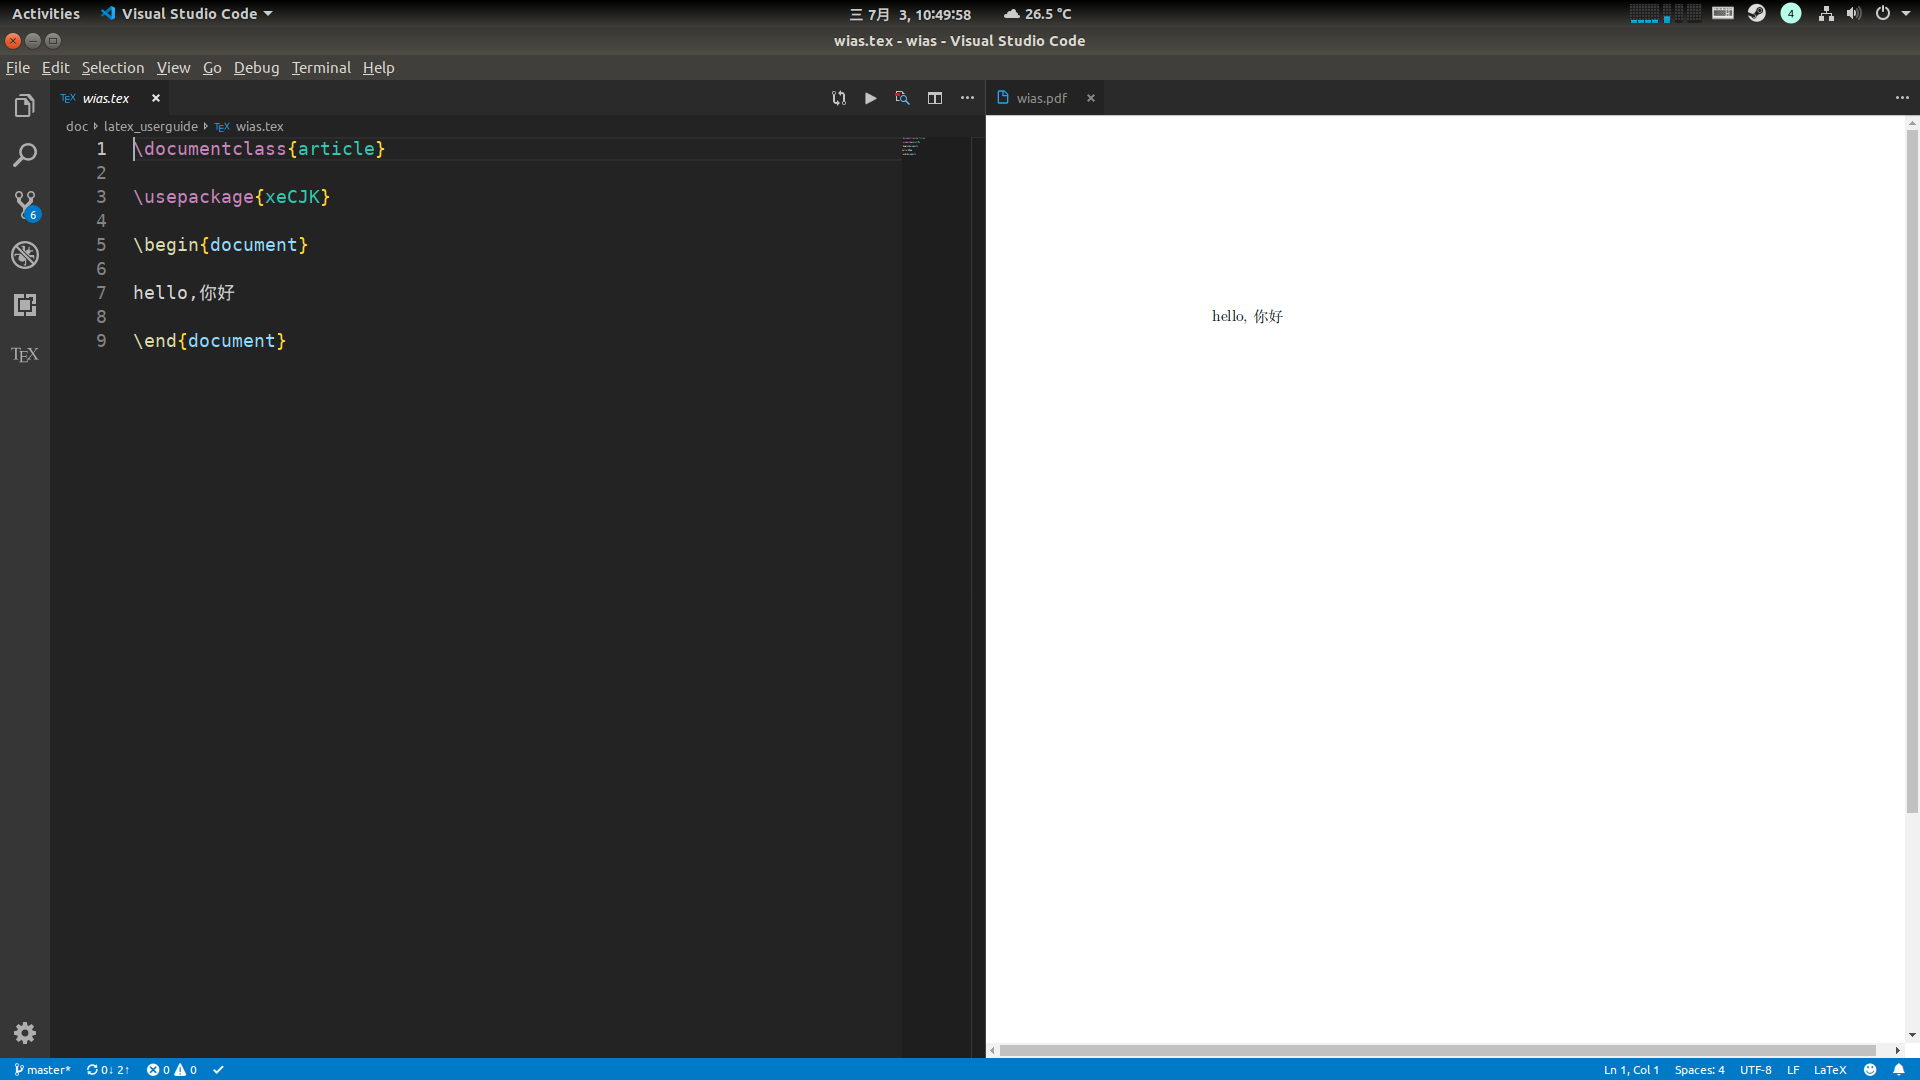 Activities Visual Studio Code 三 7月 3, 10:49:58 26.5 °C 4
wias.tex - wias - Visual Studio Code
File Edit Selection View Go Debug Terminal Help
TEX wias.tex
wias.pdf
doc latex_userguide TEX wias.tex
1 \documentclass{article}
2
3 \usepackage{xeCJK}
4
5 \begin{document}
6
7 hello,你好
8
9 \end{document}
6
TEX
hello, 你好
master* 0↓ 2↑ 0 0 Ln 1, Col 1 Spaces: 4 UTF-8 LF LaTeX